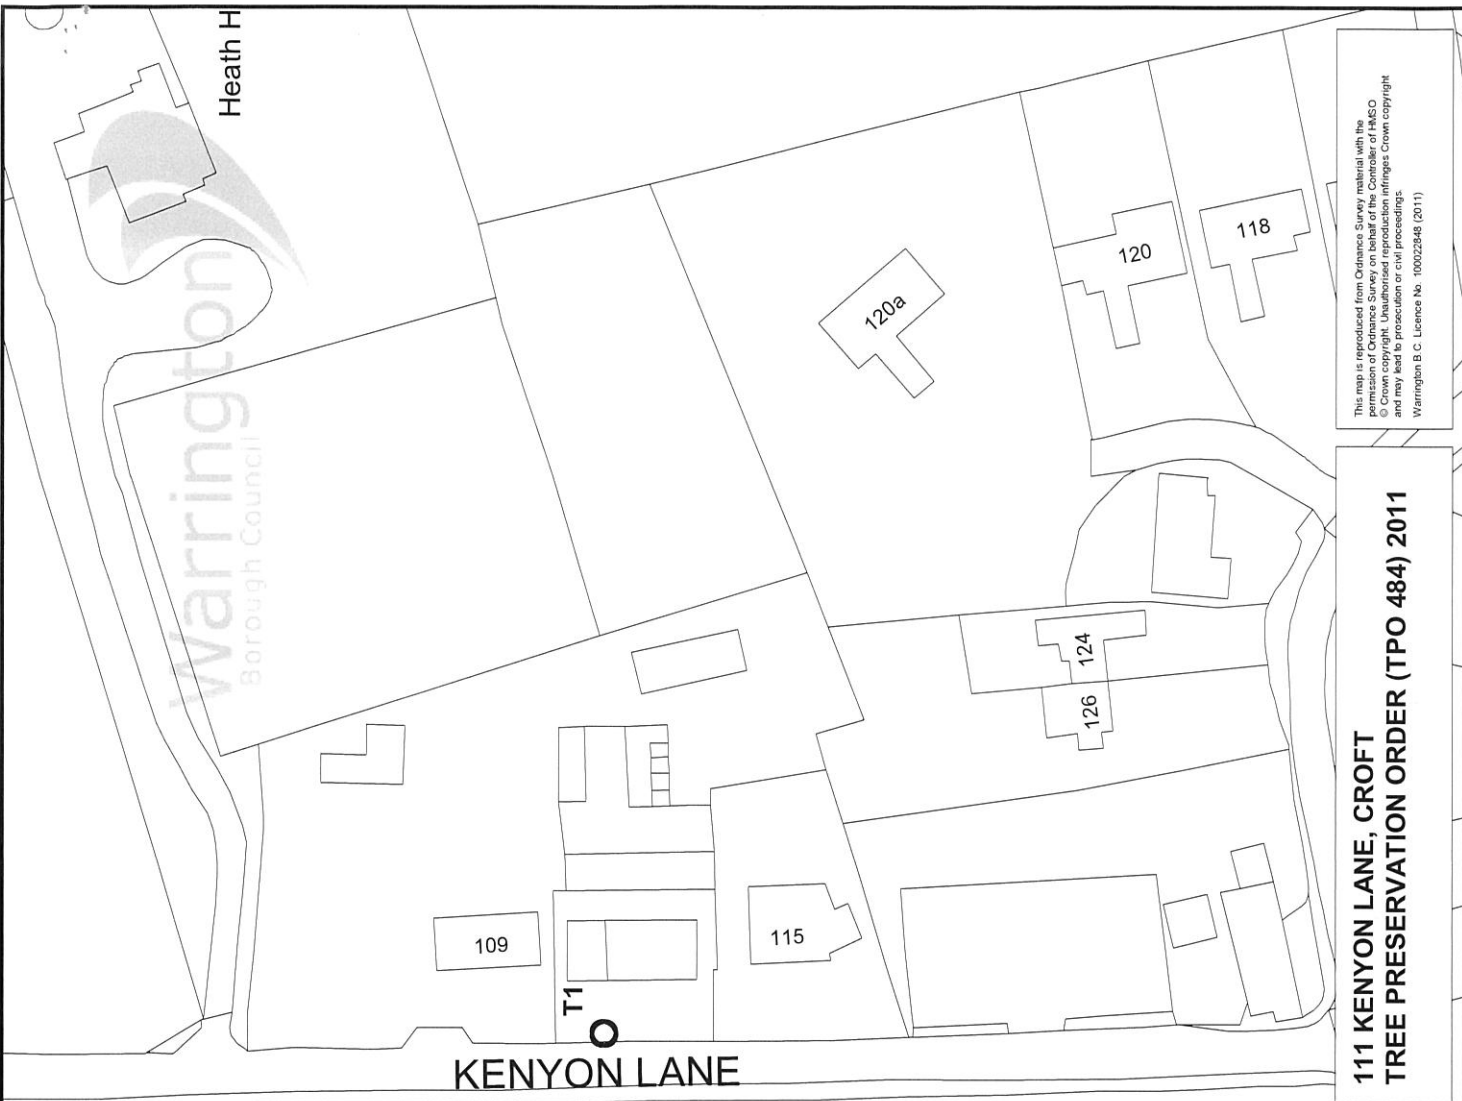 Heath H
Warrington
Borough Council
120a
120
118
124
126
109
115
T1
KENYON LANE
111 KENYON LANE, CROFT
TREE PRESERVATION ORDER (TPO 484) 2011
This map is reproduced from Ordnance Survey material with the
permission of Ordnance Survey on behalf of the Controller of HMSO
© Crown copyright. Unauthorised reproduction infringes Crown copyright
and may lead to prosecution or civil proceedings.
Warrington B.C. Licence No. 100022848 (2011)